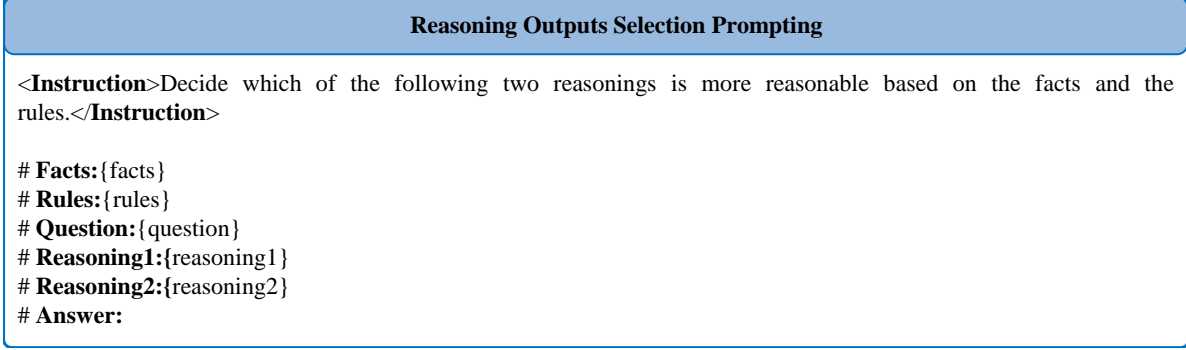 Reasoning Outputs Selection Prompting
<Instruction>Decide which of the following two reasonings is more reasonable based on the facts and the
rules.</Instruction>
# Facts:{facts}
# Rules:{rules}
# Question:{question}
# Reasoning1:{reasoning1}
# Reasoning2:{reasoning2}
# Answer: